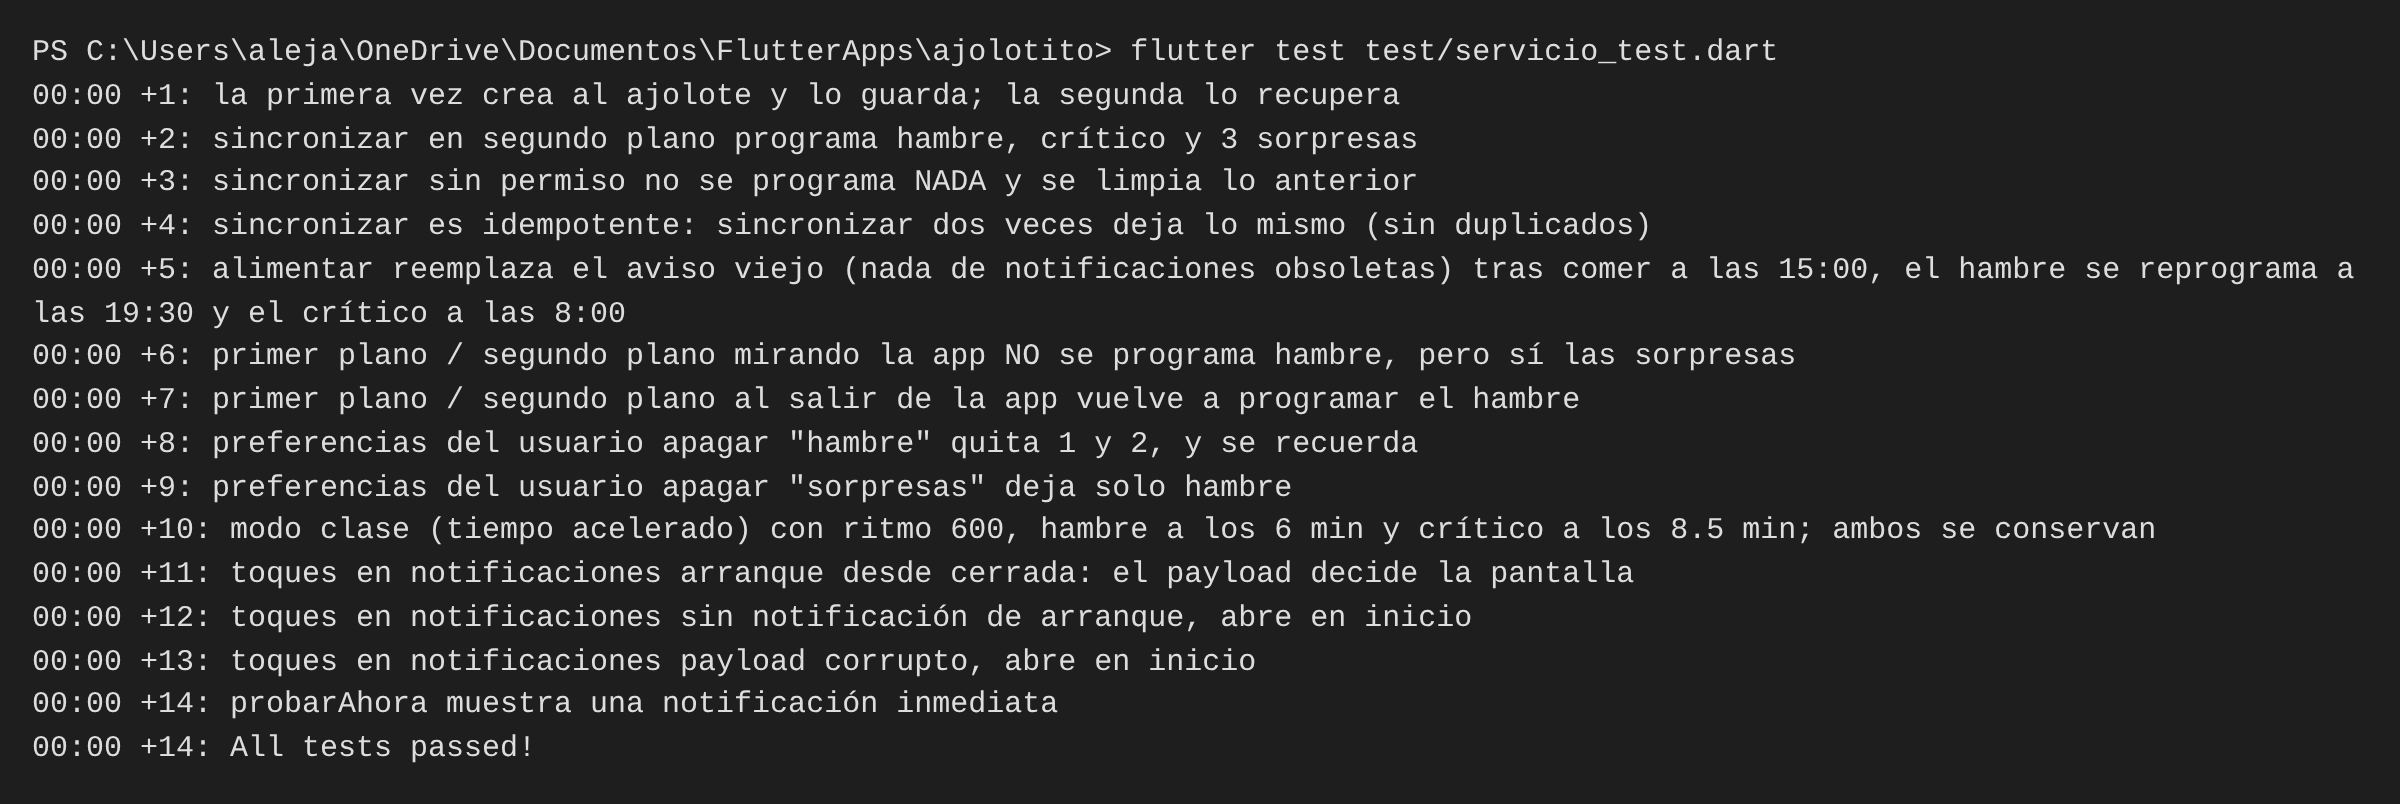 PS C:\Users\aleja\OneDrive\Documentos\FlutterApps\ajolotito> flutter test test/servicio_test.dart
00:00 +1: la primera vez crea al ajolote y lo guarda; la segunda lo recupera
00:00 +2: sincronizar en segundo plano programa hambre, crítico y 3 sorpresas
00:00 +3: sincronizar sin permiso no se programa NADA y se limpia lo anterior
00:00 +4: sincronizar es idempotente: sincronizar dos veces deja lo mismo (sin duplicados)
00:00 +5: alimentar reemplaza el aviso viejo (nada de notificaciones obsoletas) tras comer a las 15:00, el hambre se reprograma a
las 19:30 y el crítico a las 8:00
00:00 +6: primer plano / segundo plano mirando la app NO se programa hambre, pero sí las sorpresas
00:00 +7: primer plano / segundo plano al salir de la app vuelve a programar el hambre
00:00 +8: preferencias del usuario apagar "hambre" quita 1 y 2, y se recuerda
00:00 +9: preferencias del usuario apagar "sorpresas" deja solo hambre
00:00 +10: modo clase (tiempo acelerado) con ritmo 600, hambre a los 6 min y crítico a los 8.5 min; ambos se conservan
00:00 +11: toques en notificaciones arranque desde cerrada: el payload decide la pantalla
00:00 +12: toques en notificaciones sin notificación de arranque, abre en inicio
00:00 +13: toques en notificaciones payload corrupto, abre en inicio
00:00 +14: probarAhora muestra una notificación inmediata
00:00 +14: All tests passed!